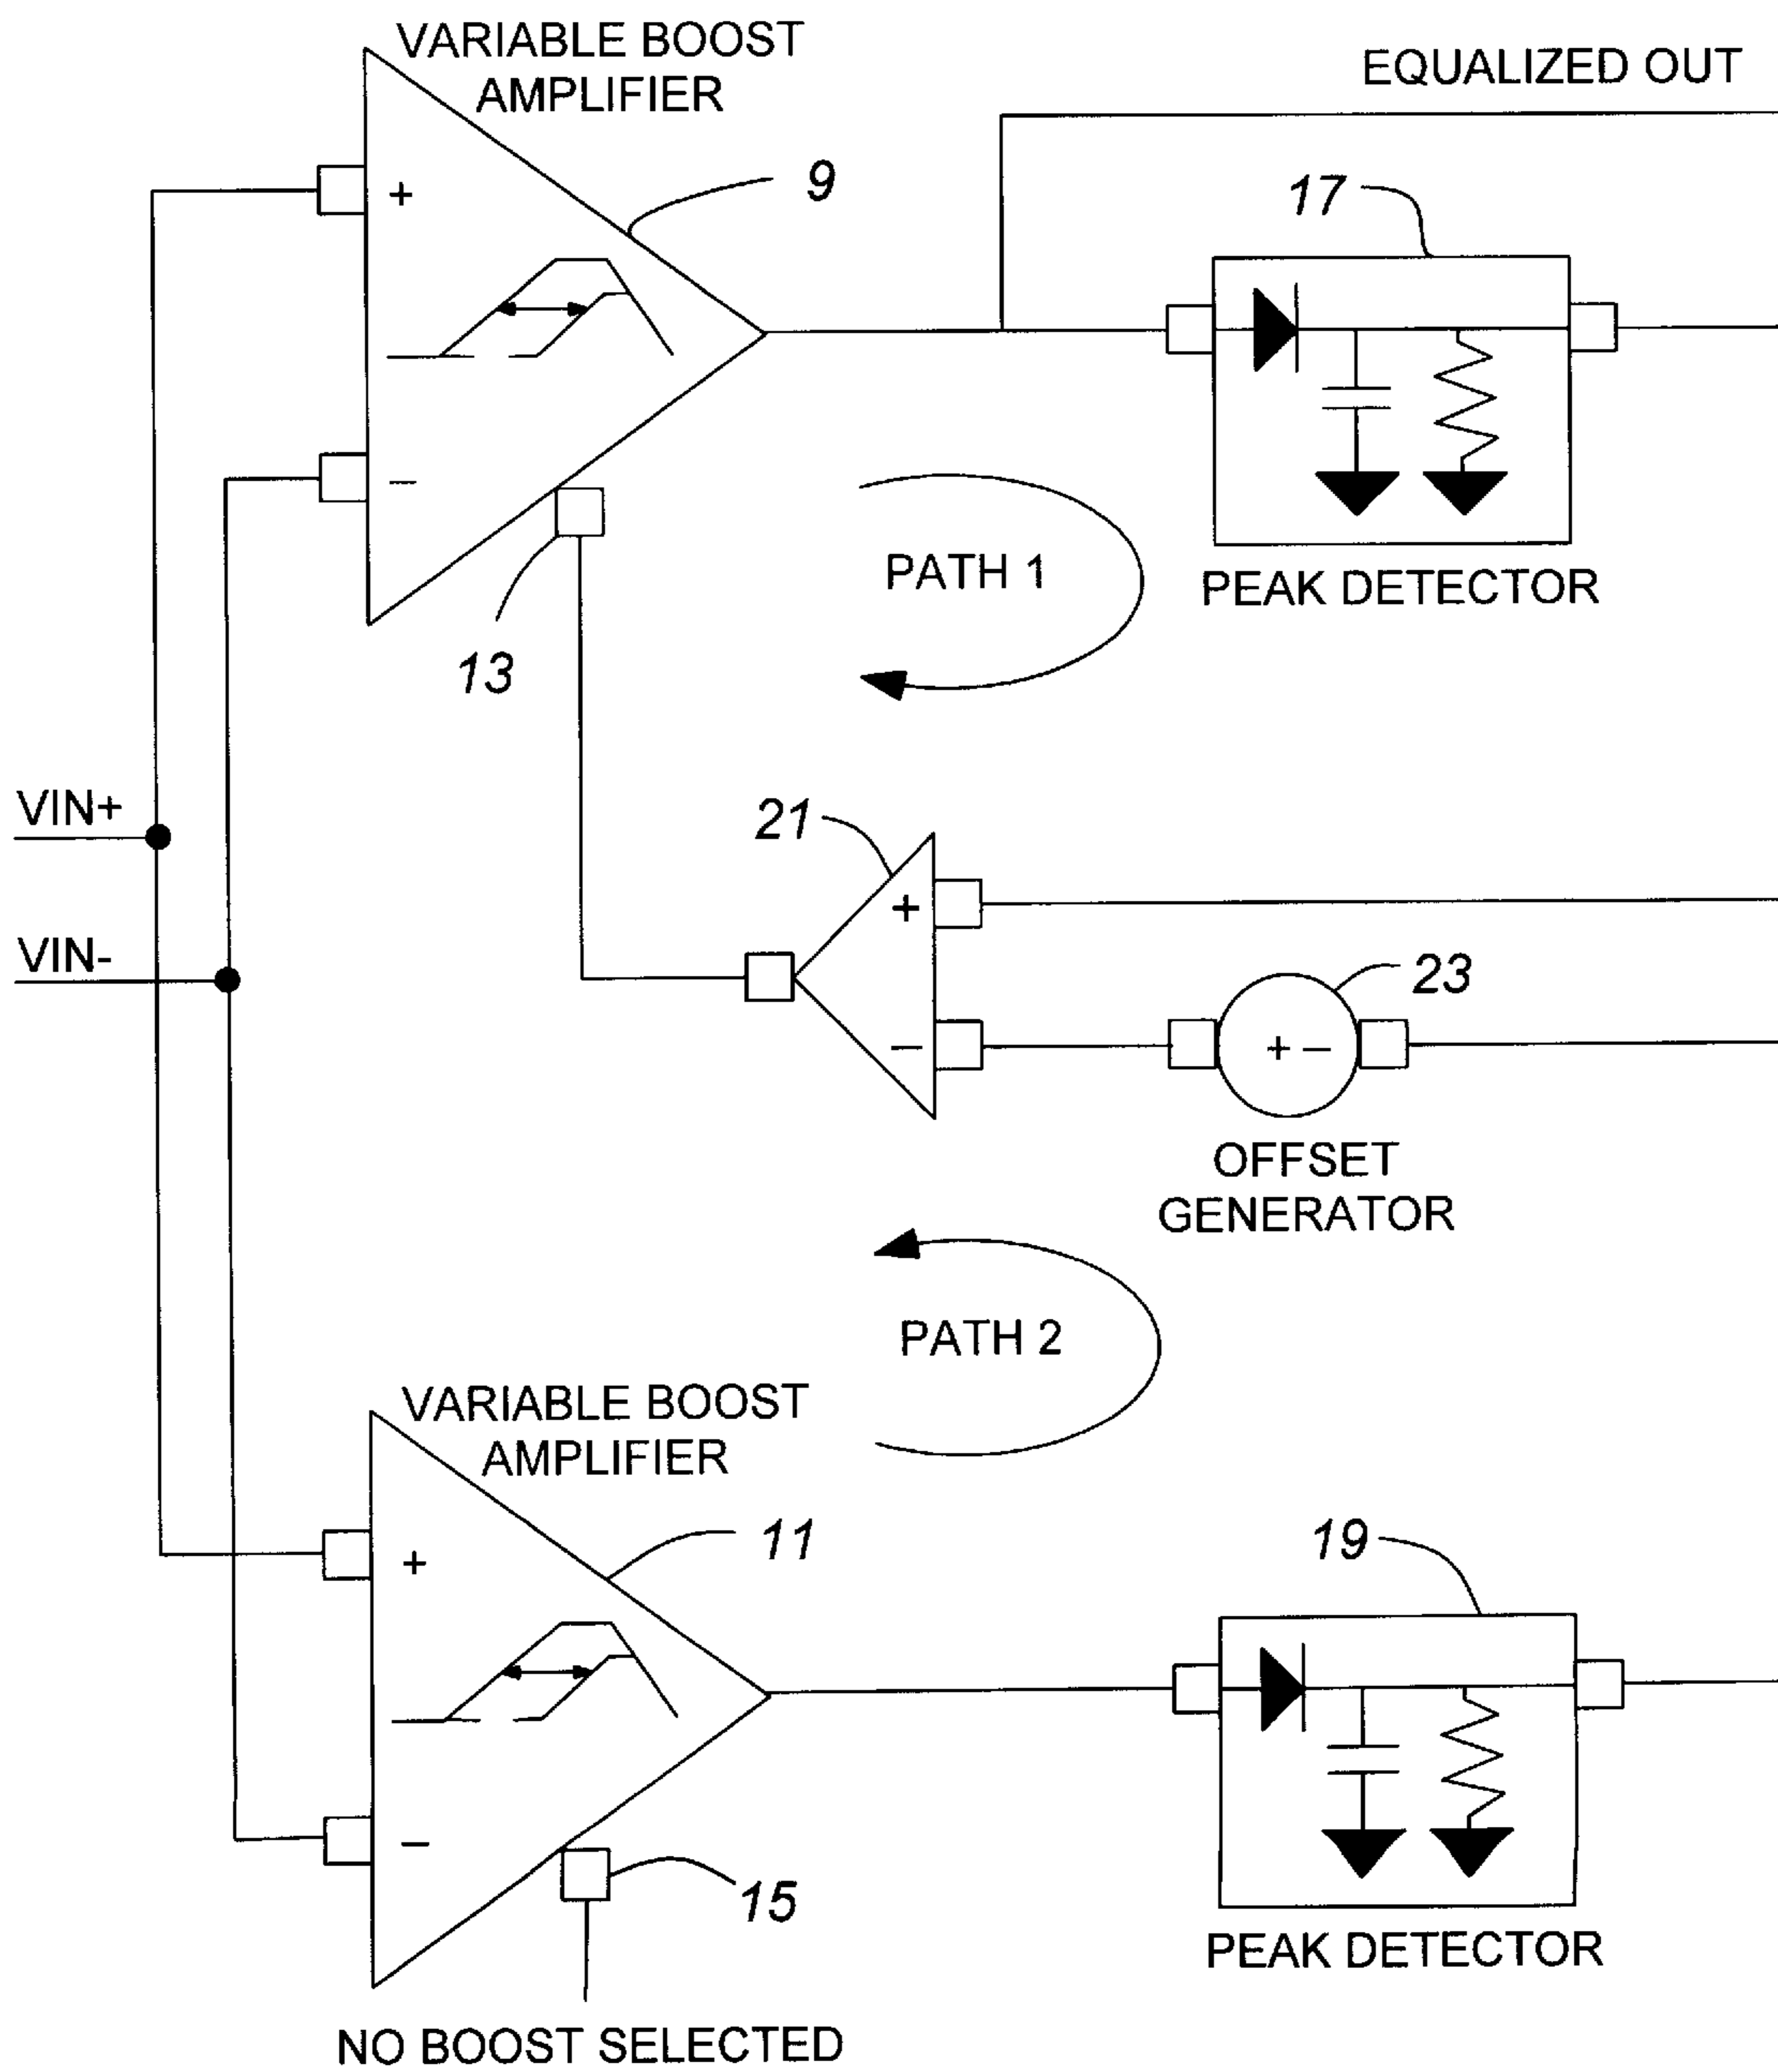 VARIABLE BOOST
AMPLIFIER
EQUALIZED OUT
9
17
+
−
PATH 1
PEAK DETECTOR
13
VIN+
21
+
VIN-
23
−
+ −
OFFSET
GENERATOR
PATH 2
VARIABLE BOOST
AMPLIFIER
11
19
+
−
15
PEAK DETECTOR
NO BOOST SELECTED